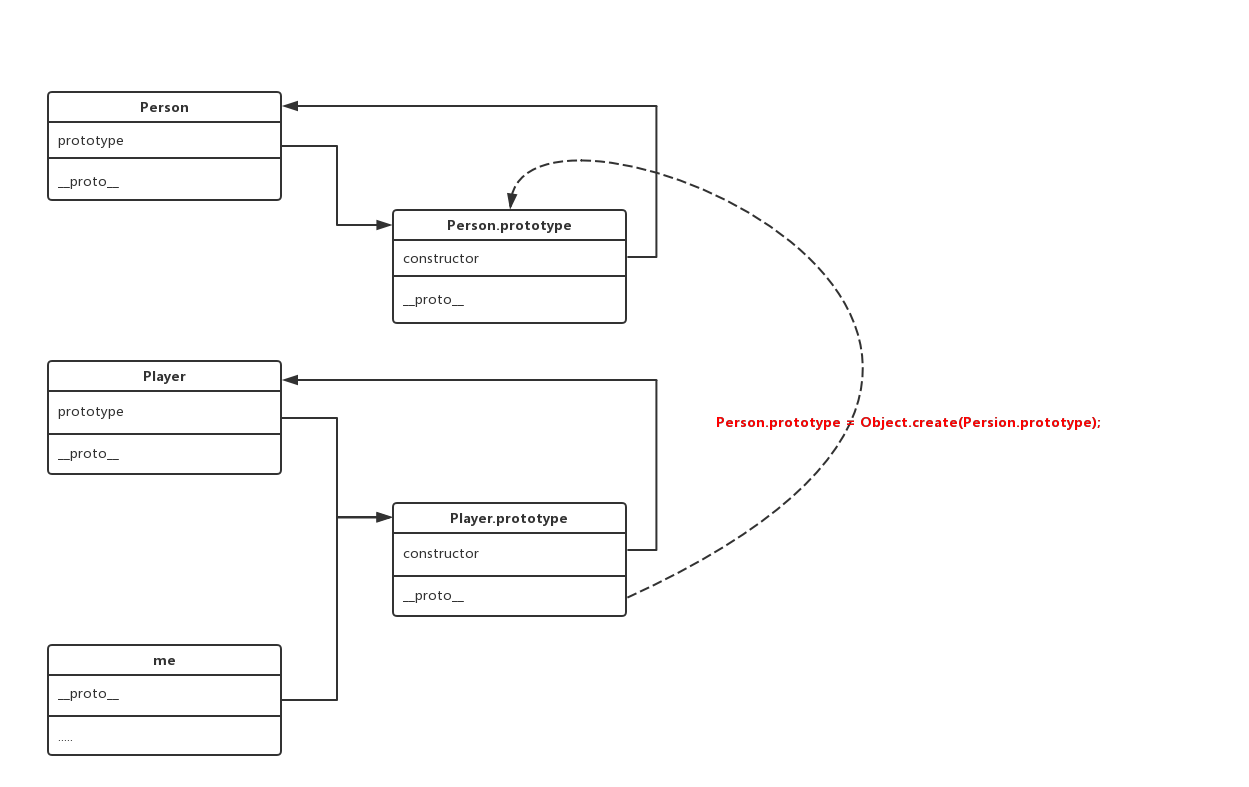 Person
prototype
__proto__
Person.prototype
constructor
__proto__
Player
prototype
__proto__
Person.prototype = Object.create(Persion.prototype);
Player.prototype
constructor
__proto__
me
__proto__
.....